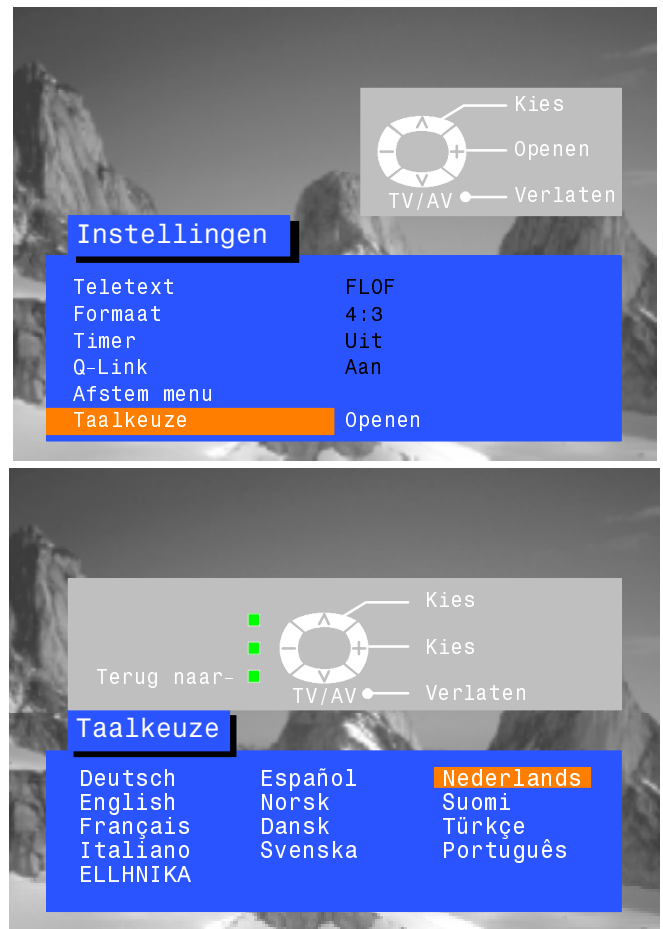 Kies
Openen
TV/AV Verlaten
Instellingen
Teletext FLOF
Formaat 4:3
Timer Uit
Q-Link Aan
Afstem menu
Taalkeuze Openen
Kies
Kies
Terug naar-
TV/AV Verlaten
Taalkeuze
Deutsch Español Nederlands
English Norsk Suomi
Français Dansk Türkçe
Italiano Svenska Português
ELLHNIKA